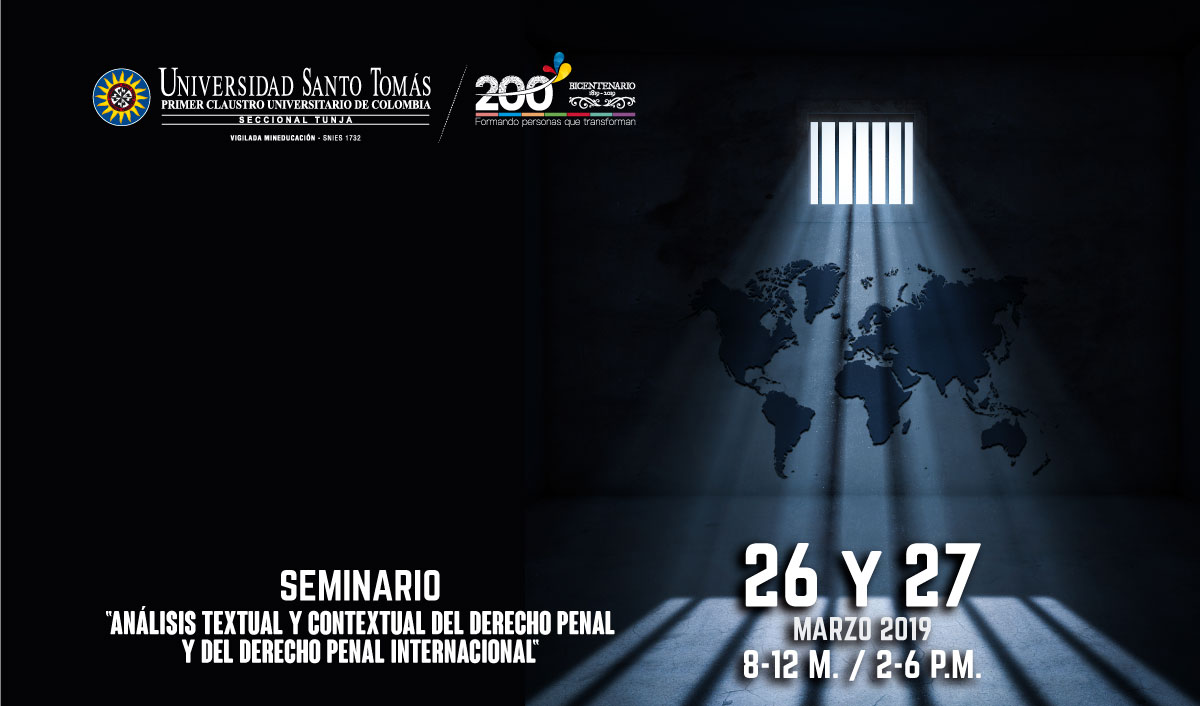 UNIVERSIDAD SANTO TOMÁS
PRIMER CLAUSTRO UNIVERSITARIO DE COLOMBIA
SECCIONAL TUNJA
VIGILADA MINEDUCACIÓN - SNIES 1732
200
BICENTENARIO
1819 - 2019
Formando personas que transforman
SEMINARIO
"ANÁLISIS TEXTUAL Y CONTEXTUAL DEL DERECHO PENAL
Y DEL DERECHO PENAL INTERNACIONAL"
26 Y 27
MARZO 2019
8-12 M. / 2-6 P.M.